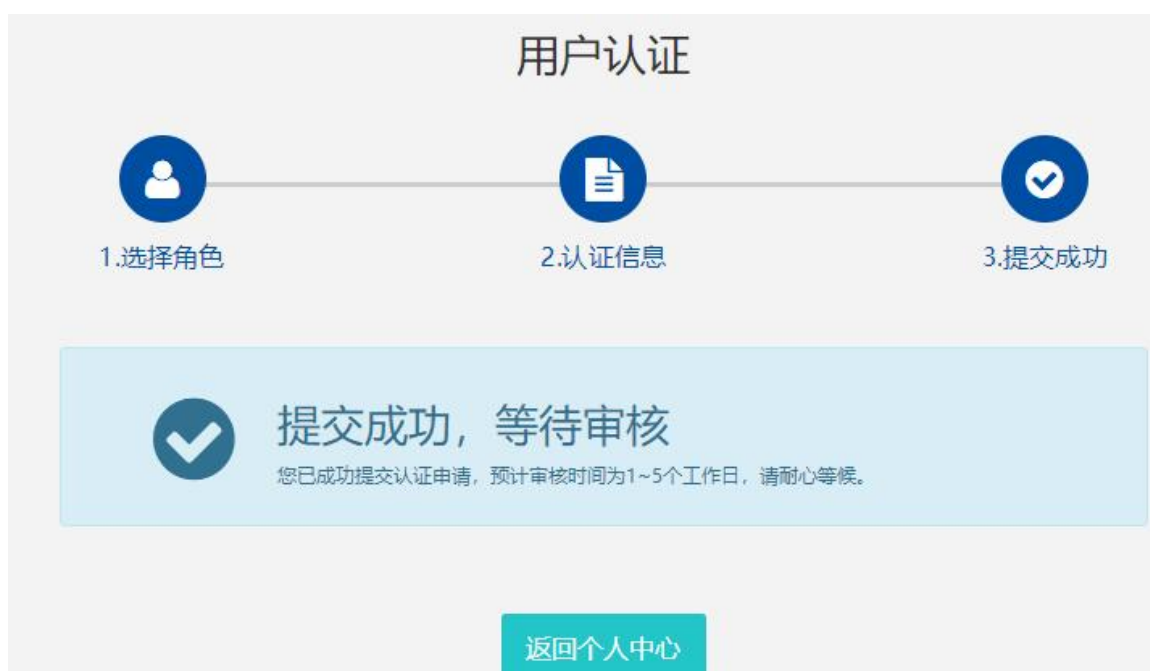 用户认证
1.选择角色
2.认证信息
3.提交成功
提交成功，等待审核
您已成功提交认证申请，预计审核时间为1~5个工作日，请耐心等候。
返回个人中心